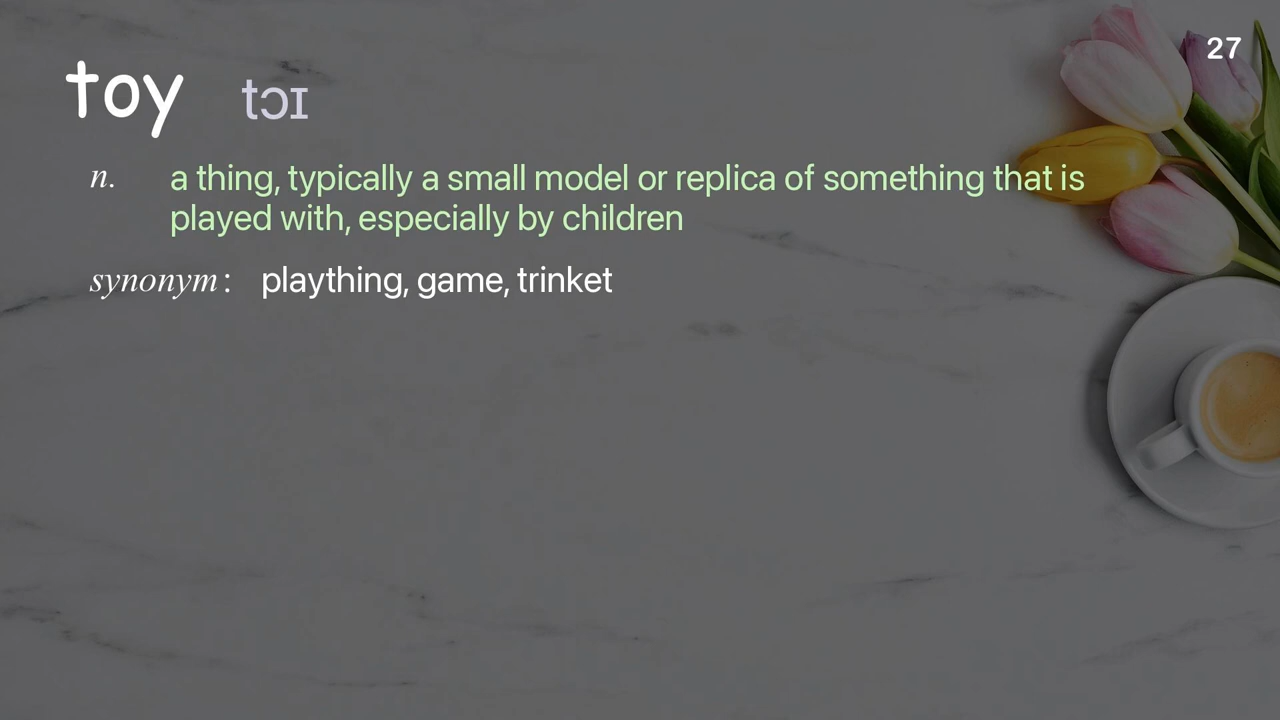 27
toy tɔɪ
n. a thing, typically a small model or replica of something that is
played with, especially by children
synonym: plaything, game, trinket